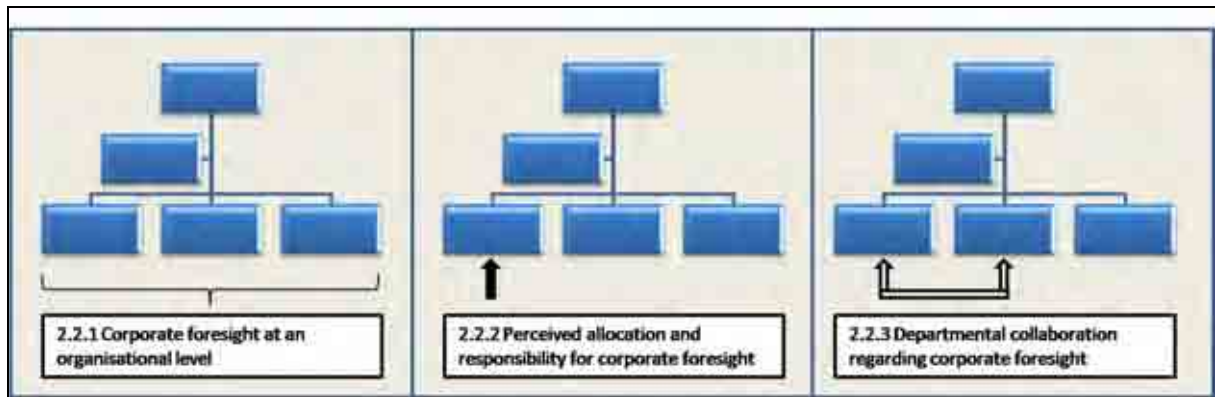 2.2.1 Corporate foresight at an
organisational level
2.2.2 Perceived allocation and
responsibility for corporate foresight
2.2.3 Departmental collaboration
regarding corporate foresight